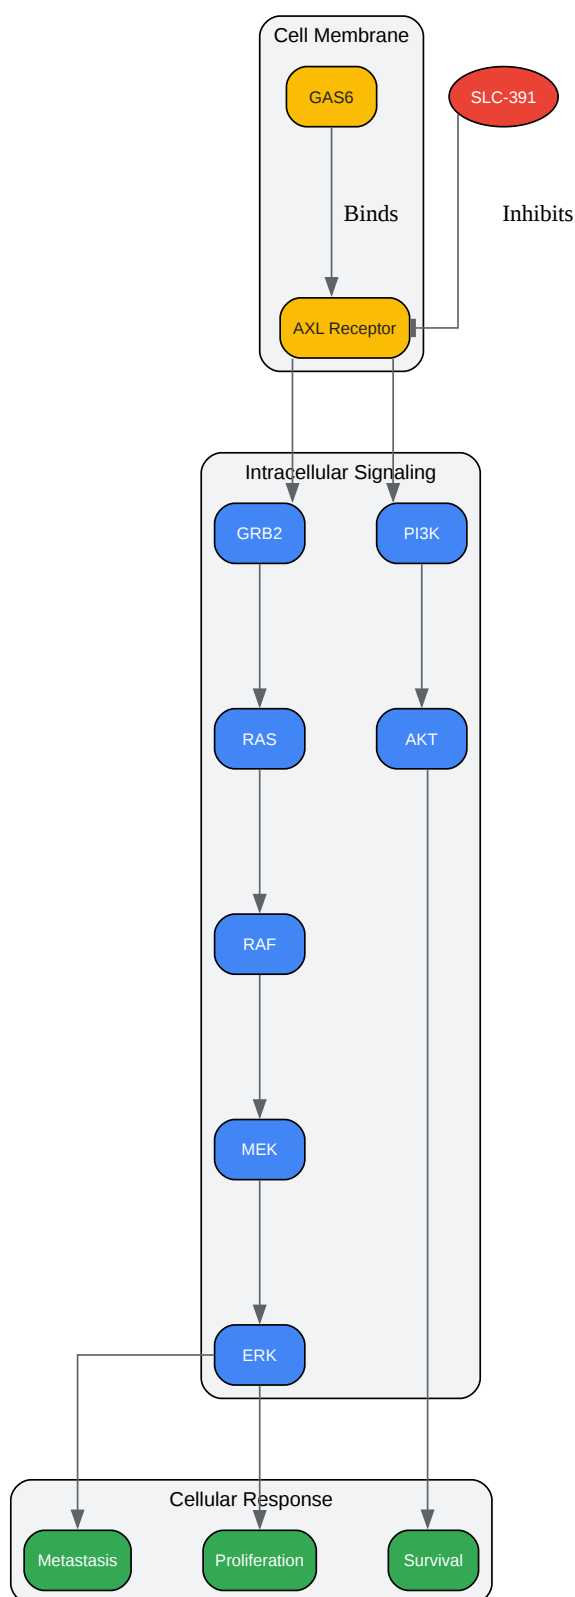 Cell Membrane
GAS6
SLC-391
Binds
Inhibits
AXL Receptor
Intracellular Signaling
GRB2
PI3K
RAS
AKT
RAF
MEK
ERK
Cellular Response
Metastasis
Proliferation
Survival